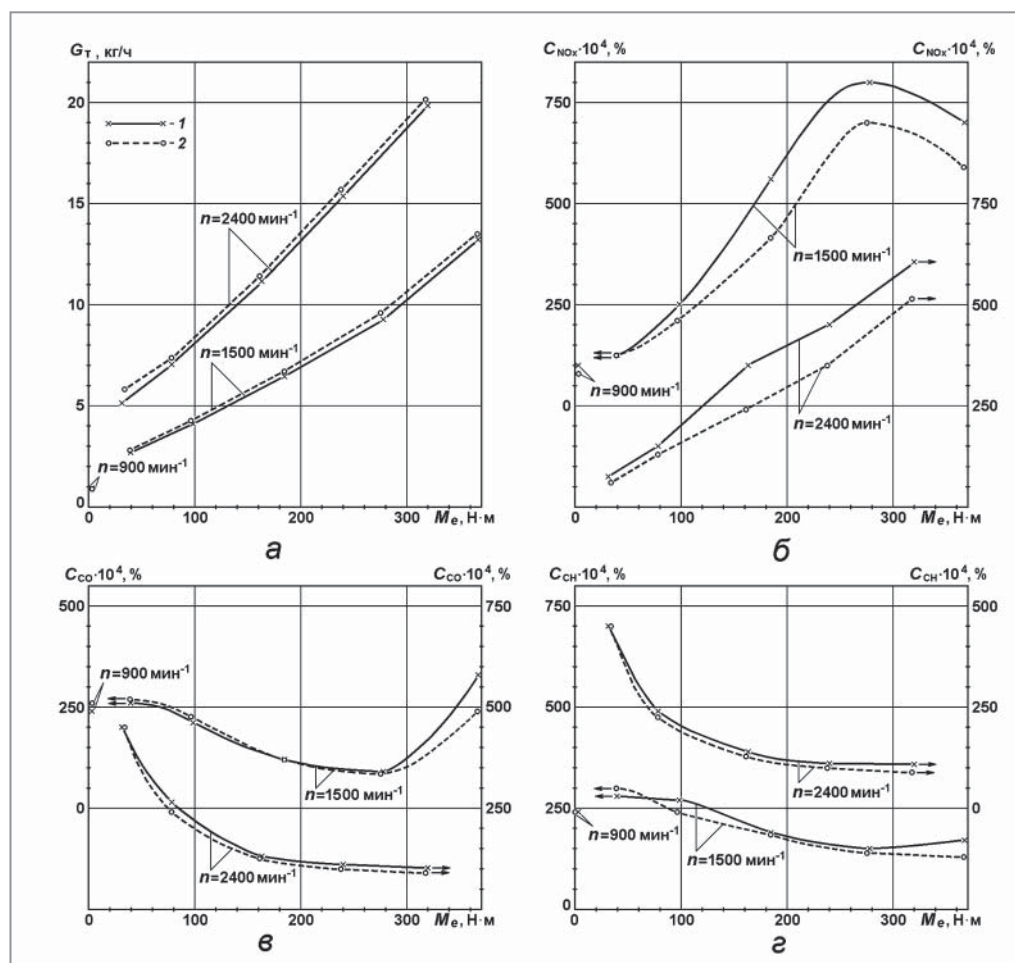 G_T, кг/ч
20
15
10
5
0
1
2
n=2400 мин⁻¹
n=1500 мин⁻¹
n=900 мин⁻¹
0 100 200 300 M_e, Н·м
а
C_NOx·10⁴, % C_NOx·10⁴, %
750
500 750
250 500
0 250
n=1500 мин⁻¹
n=900 мин⁻¹
n=2400 мин⁻¹
0 100 200 300 M_e, Н·м
б
C_CO·10⁴, % C_CO·10⁴, %
500 750
250 500
0 250
n=900 мин⁻¹
n=1500 мин⁻¹
n=2400 мин⁻¹
0 100 200 300 M_e, Н·м
в
C_CH·10⁴, % C_CH·10⁴, %
750 500
500 250
250 0
n=2400 мин⁻¹
n=900 мин⁻¹
n=1500 мин⁻¹
0 100 200 300 M_e, Н·м
г